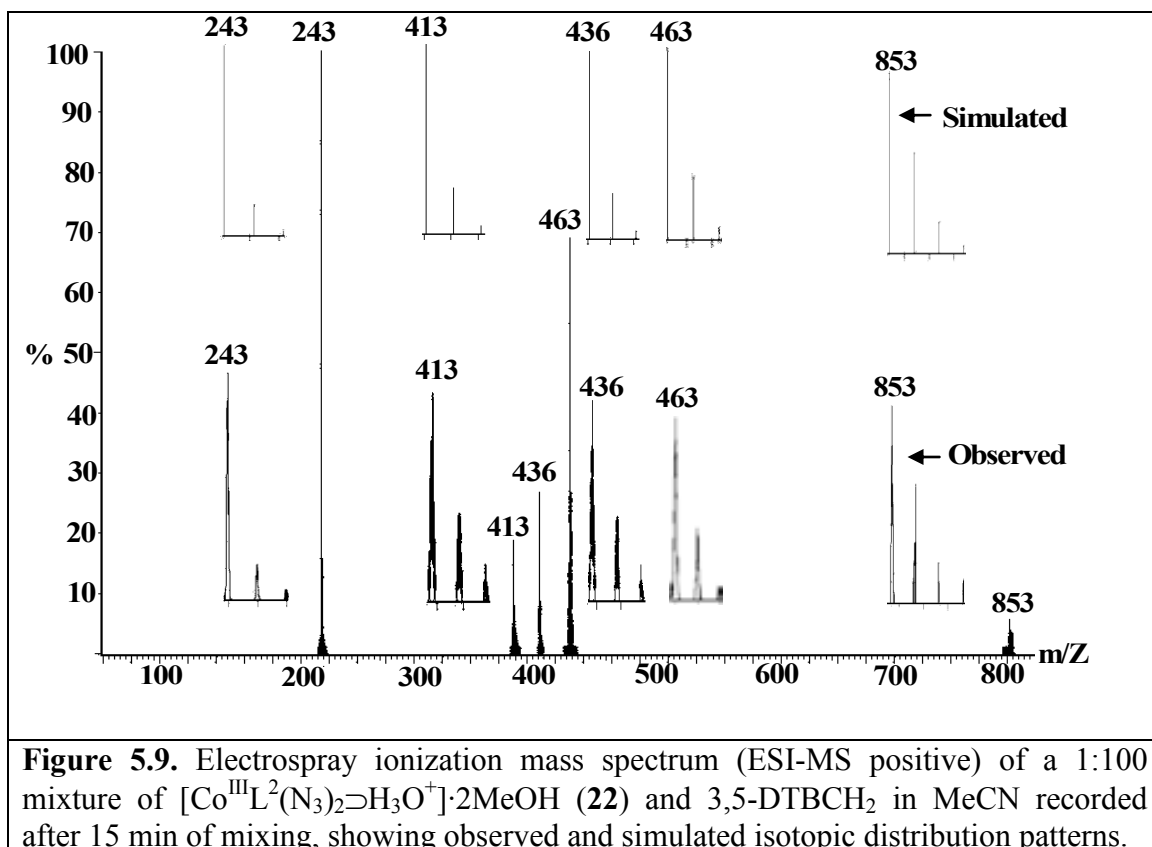 243 243 413 436 463
853
100
90
Simulated
80
70
463
60
% 50
243
413 436 463 853
40
Observed
30
436
20
413
10
853
m/Z
100 200 300 400 500 600 700 800
Figure 5.9. Electrospray ionization mass spectrum (ESI-MS positive) of a 1:100
mixture of [Co^III L²(N₃)₂⊃H₃O⁺]·2MeOH (22) and 3,5-DTBCH₂ in MeCN recorded
after 15 min of mixing, showing observed and simulated isotopic distribution patterns.